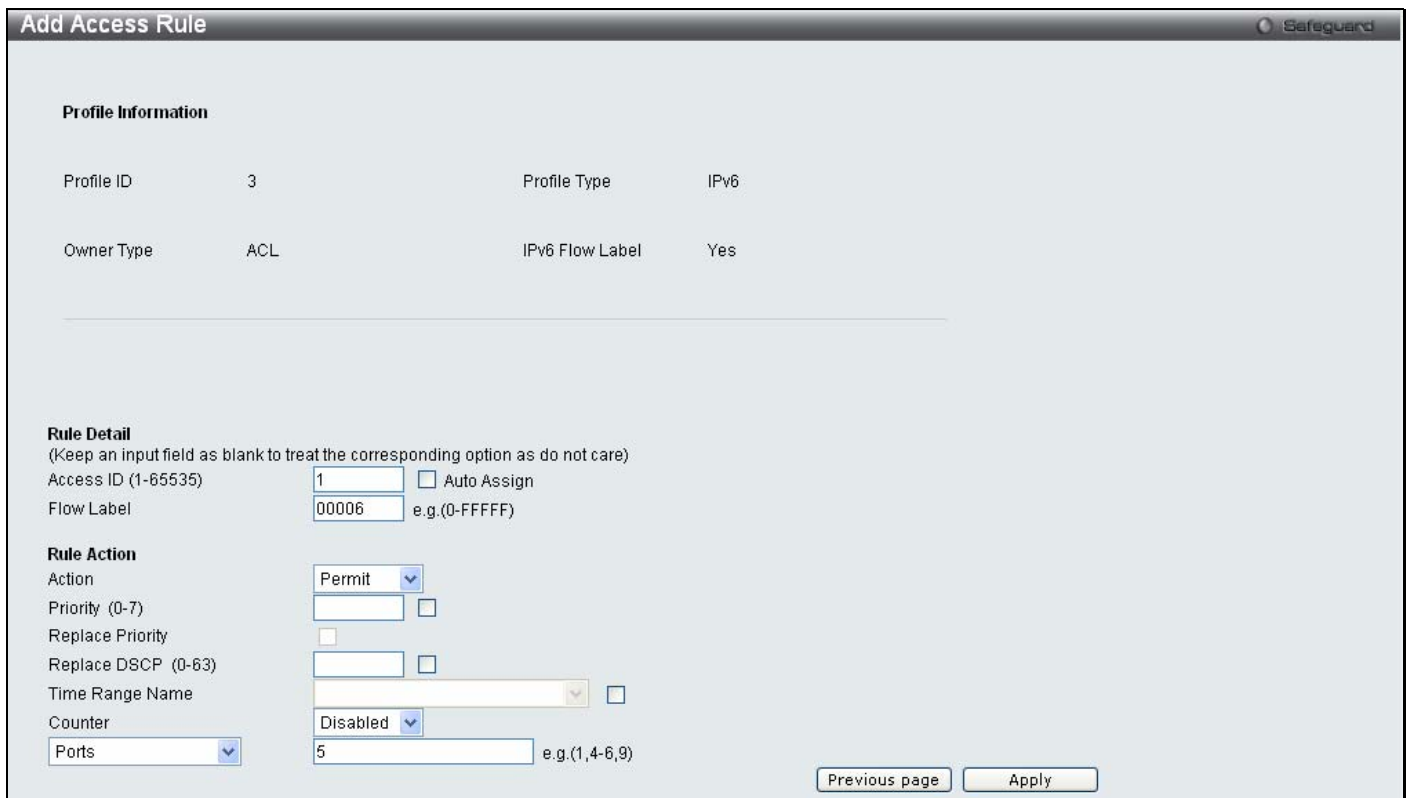 Add Access Rule Safeguard
Profile Information
Profile ID 3 Profile Type IPv6
Owner Type ACL IPv6 Flow Label Yes
Rule Detail
(Keep an input field as blank to treat the corresponding option as do not care)
Access ID (1-65535) 1 Auto Assign
Flow Label 00006 e.g.(0-FFFFF)
Rule Action
Action Permit
Priority (0-7)
Replace Priority
Replace DSCP (0-63)
Time Range Name
Counter Disabled
Ports 5 e.g.(1,4-6,9)
Previous page Apply